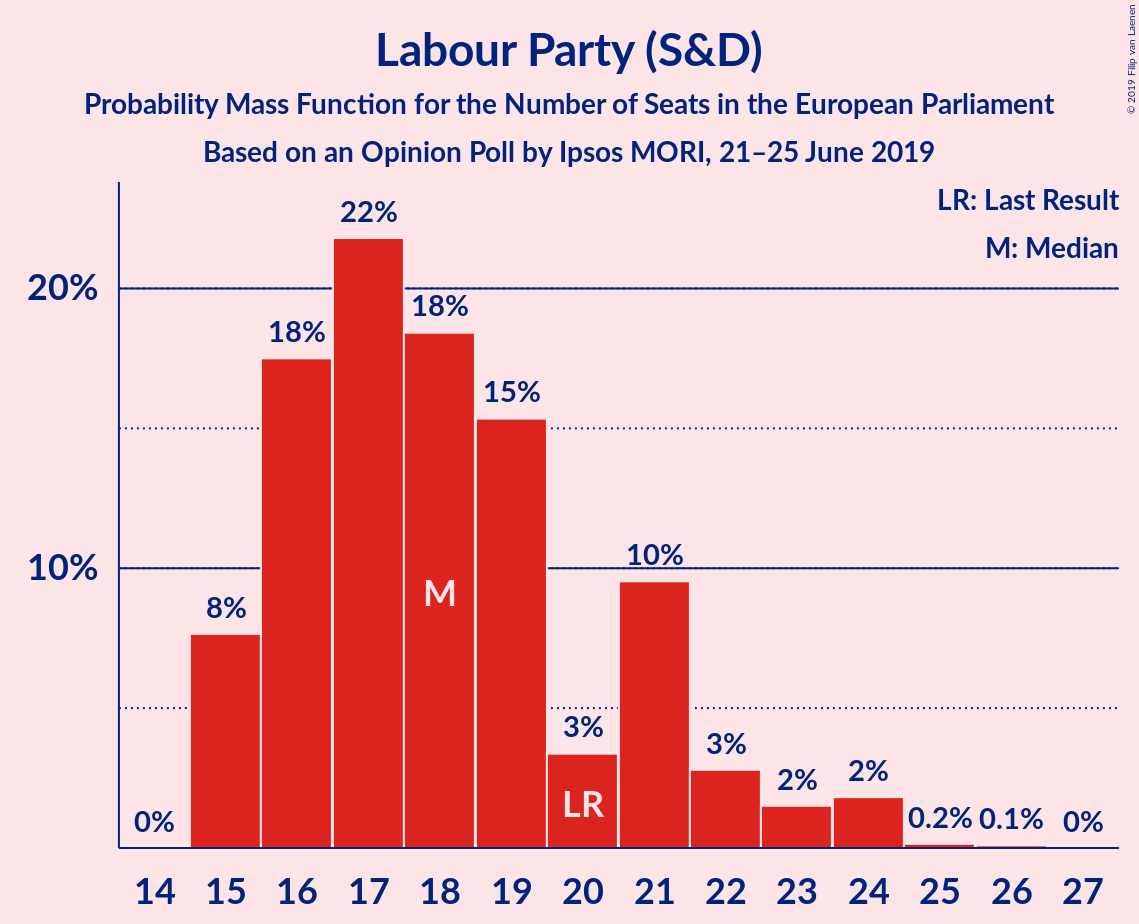 Labour Party (S&D)
Probability Mass Function for the Number of Seats in the European Parliament
Based on an Opinion Poll by Ipsos MORI, 21–25 June 2019
© 2019 Filip van Laenen
LR: Last Result
M: Median
20%
10%
0%
8%
18%
22%
18%
15%
3%
10%
3%
2%
2%
0.2%
0.1%
0%
M
LR
14 15 16 17 18 19 20 21 22 23 24 25 26 27